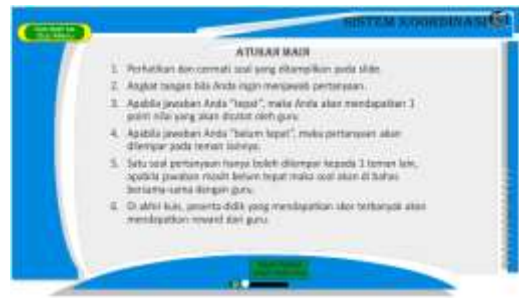 SISTEM KOORDINASI
ATURAN MAIN
1. Perhatikan dan cermati soal yang ditampilkan pada slide.
2. Angkat tangan bila Anda ingin menjawab pertanyaan.
3. Apabila jawaban Anda "tepat", maka Anda akan mendapatkan 1
point nilai yang akan dicatat oleh guru.
4. Apabila jawaban Anda "belum tepat", maka pertanyaan akan
dilempar pada teman lainnya.
5. Satu soal pertanyaan hanya boleh dilempar kepada 1 teman lain,
apabila jawaban masih belum tepat maka soal akan di bahas
bersama-sama dengan guru.
6. Di akhir kuis, peserta didik yang mendapatkan skor terbanyak akan
mendapatkan reward dari guru.